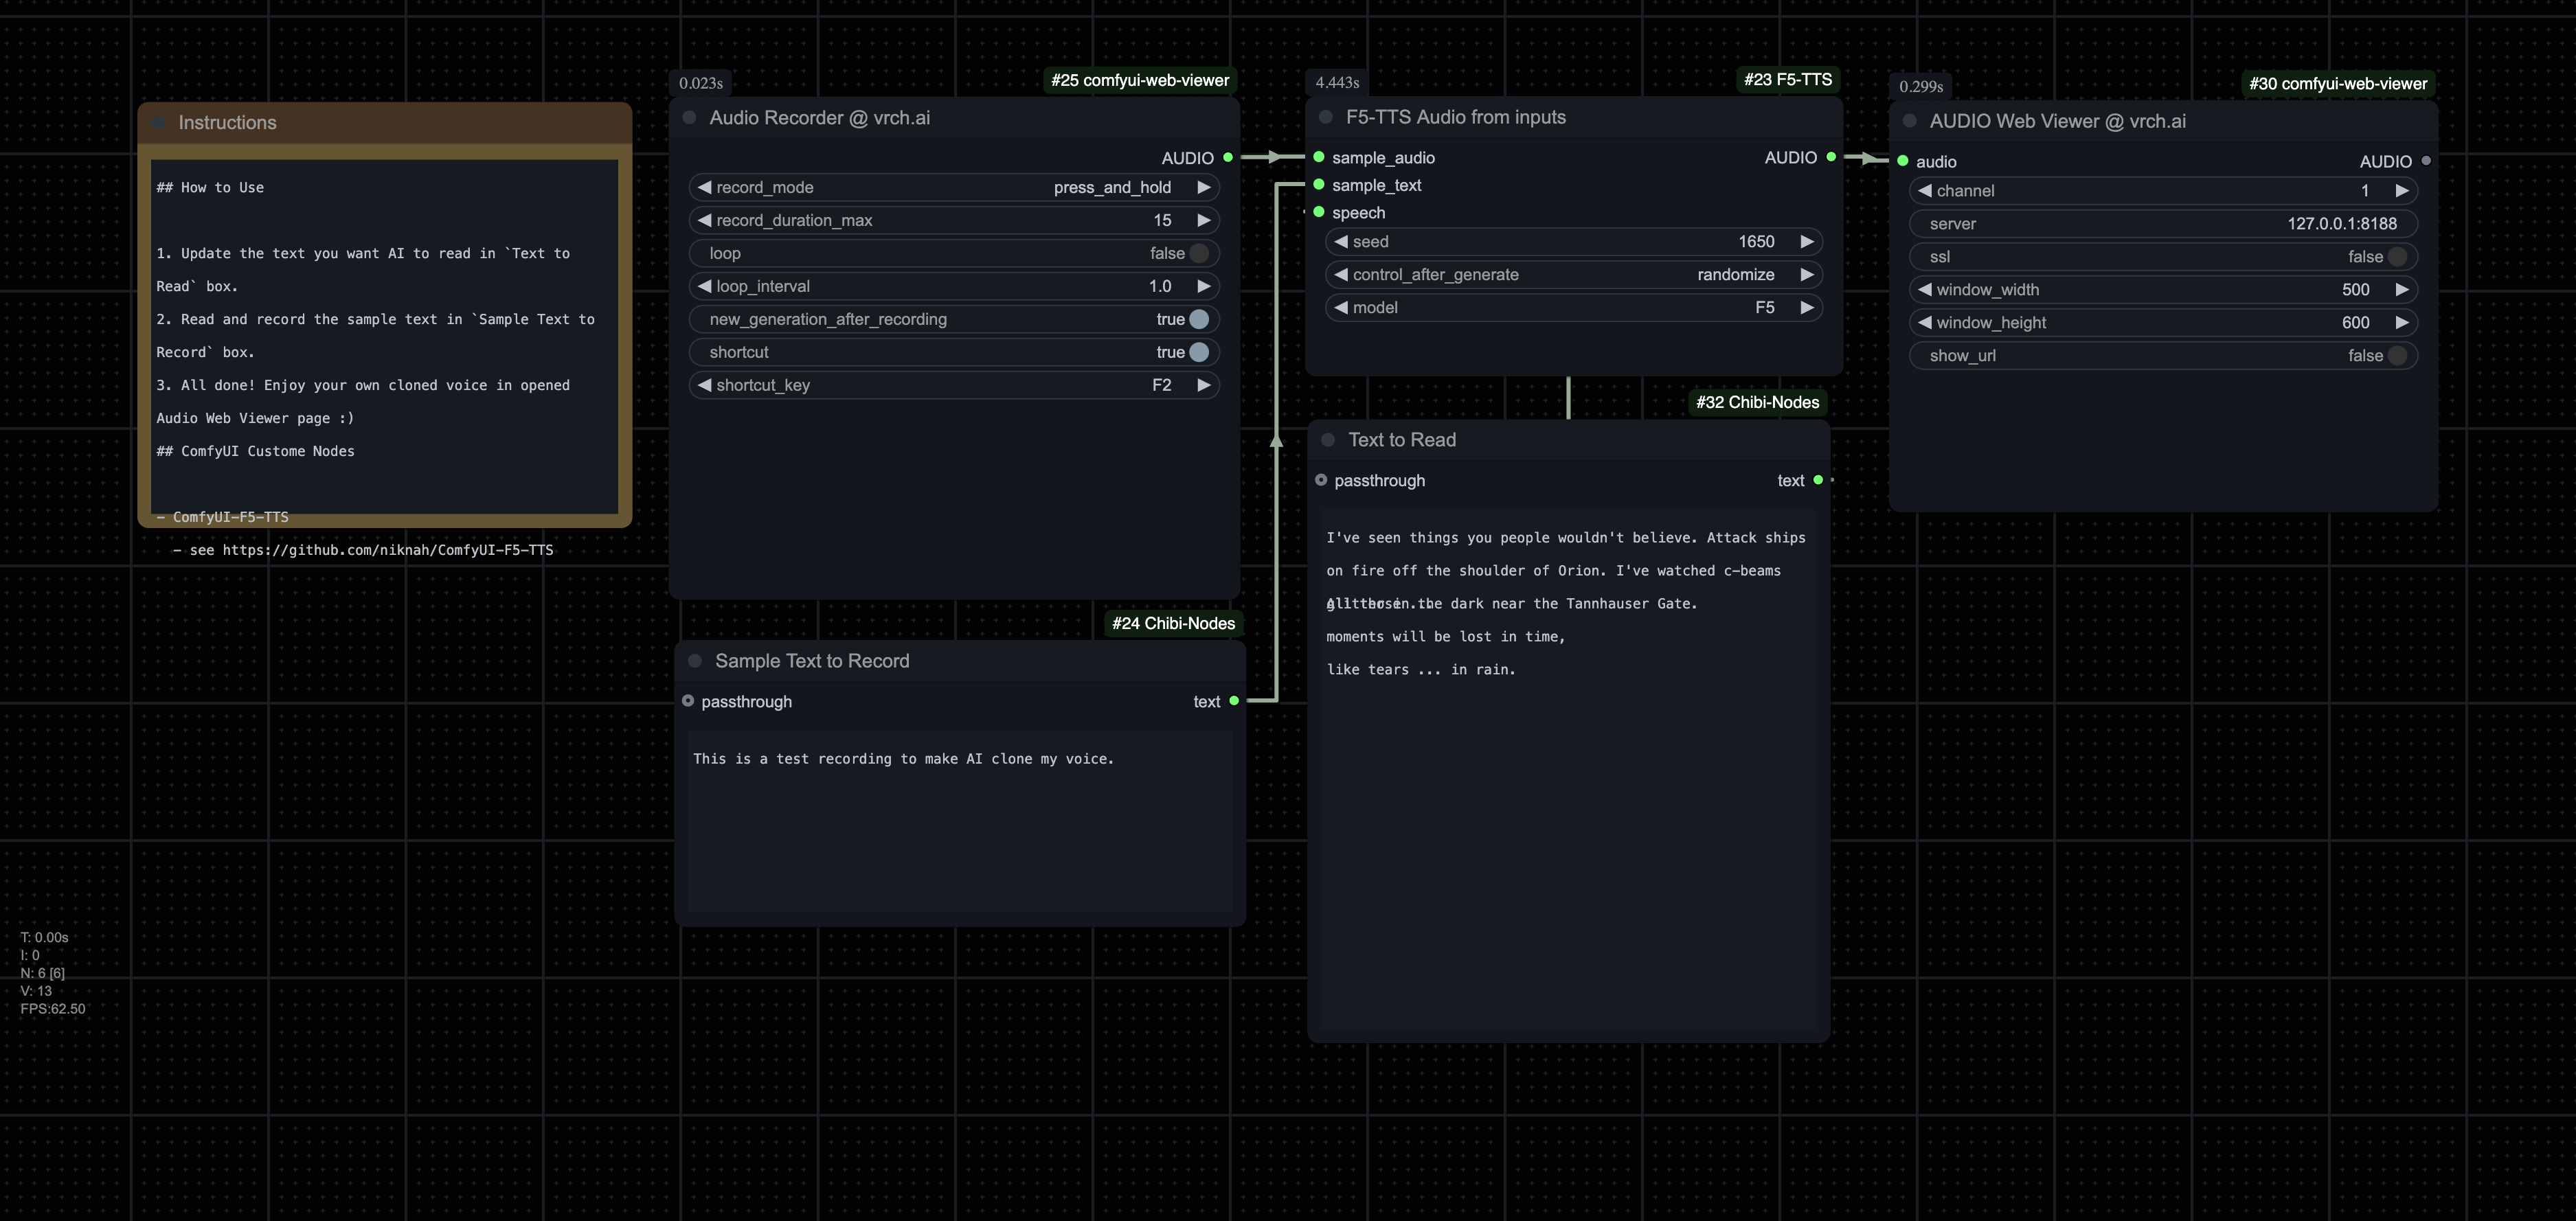 Instructions
## How to Use
1. Update the text you want AI to read in `Text to
Read` box.
2. Read and record the sample text in `Sample Text to
Record` box.
3. All done! Enjoy your own cloned voice in opened
Audio Web Viewer page :)
## ComfyUI Custome Nodes
- ComfyUI-F5-TTS
- see https://github.com/niknah/ComfyUI-F5-TTS
0.023s
#25 comfyui-web-viewer
Audio Recorder @ vrch.ai
AUDIO
record_mode press_and_hold
record_duration_max 15
loop false
loop_interval 1.0
new_generation_after_recording true
shortcut true
shortcut_key F2
#24 Chibi-Nodes
Sample Text to Record
passthrough text
This is a test recording to make AI clone my voice.
4.443s
#23 F5-TTS
F5-TTS Audio from inputs
sample_audio AUDIO
sample_text
speech
seed 1650
control_after_generate randomize
model F5
#32 Chibi-Nodes
Text to Read
passthrough text
I've seen things you people wouldn't believe. Attack ships
on fire off the shoulder of Orion. I've watched c-beams
the dark near the Tannhauser Gate.
moments will be lost in time,
like tears ... in rain.
0.299s
#30 comfyui-web-viewer
AUDIO Web Viewer @ vrch.ai
audio AUDIO
channel 1
server 127.0.0.1:8188
ssl false
window_width 500
window_height 600
show_url false
T: 0.00s
I: 0
N: 6 [6]
V: 13
FPS:62.50